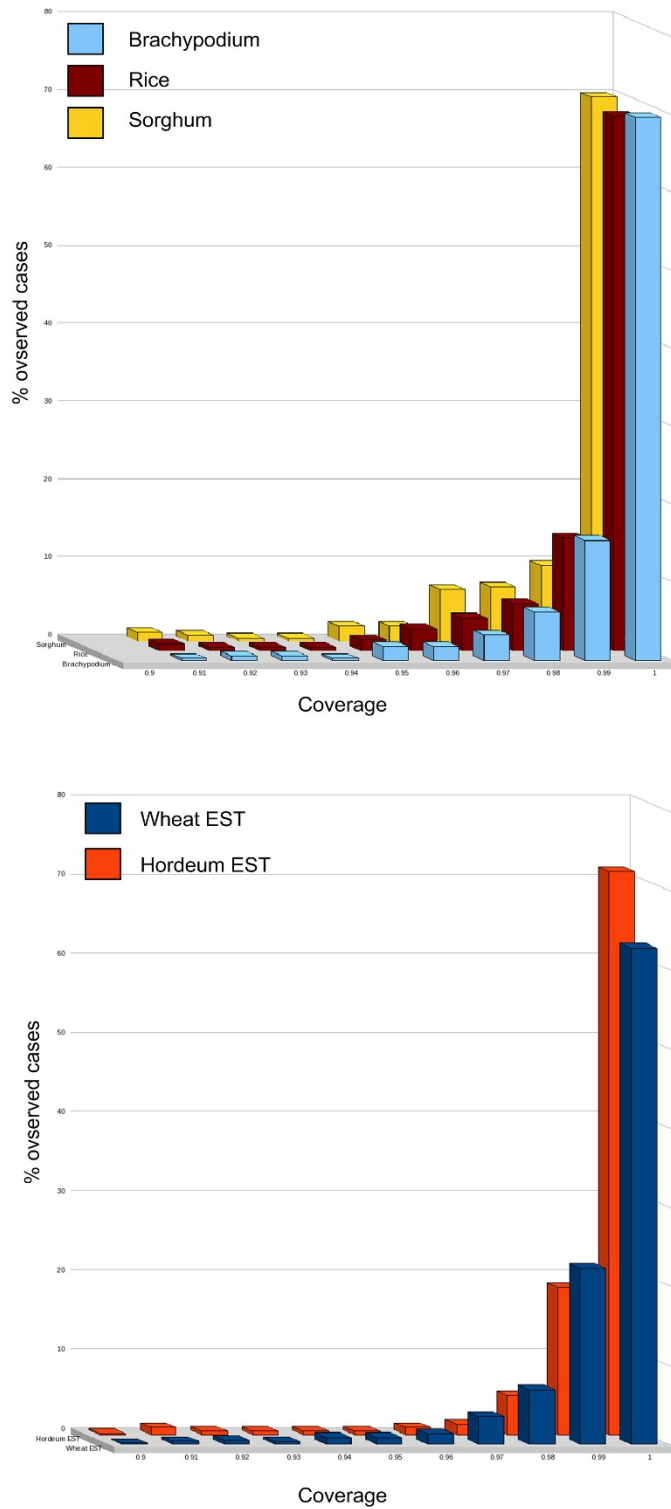 80
Brachypodium
Rice
Sorghum
70
60
50
40
30
20
10
0
% ovserved cases
Sorghum
Rice
Brachypodium
0.9 0.91 0.92 0.93 0.94 0.95 0.96 0.97 0.98 0.99 1
Coverage
80
Wheat EST
Hordeum EST
70
60
50
40
30
20
10
0
% ovserved cases
Hordeum EST
Wheat EST
0.9 0.91 0.92 0.93 0.94 0.95 0.96 0.97 0.98 0.99 1
Coverage